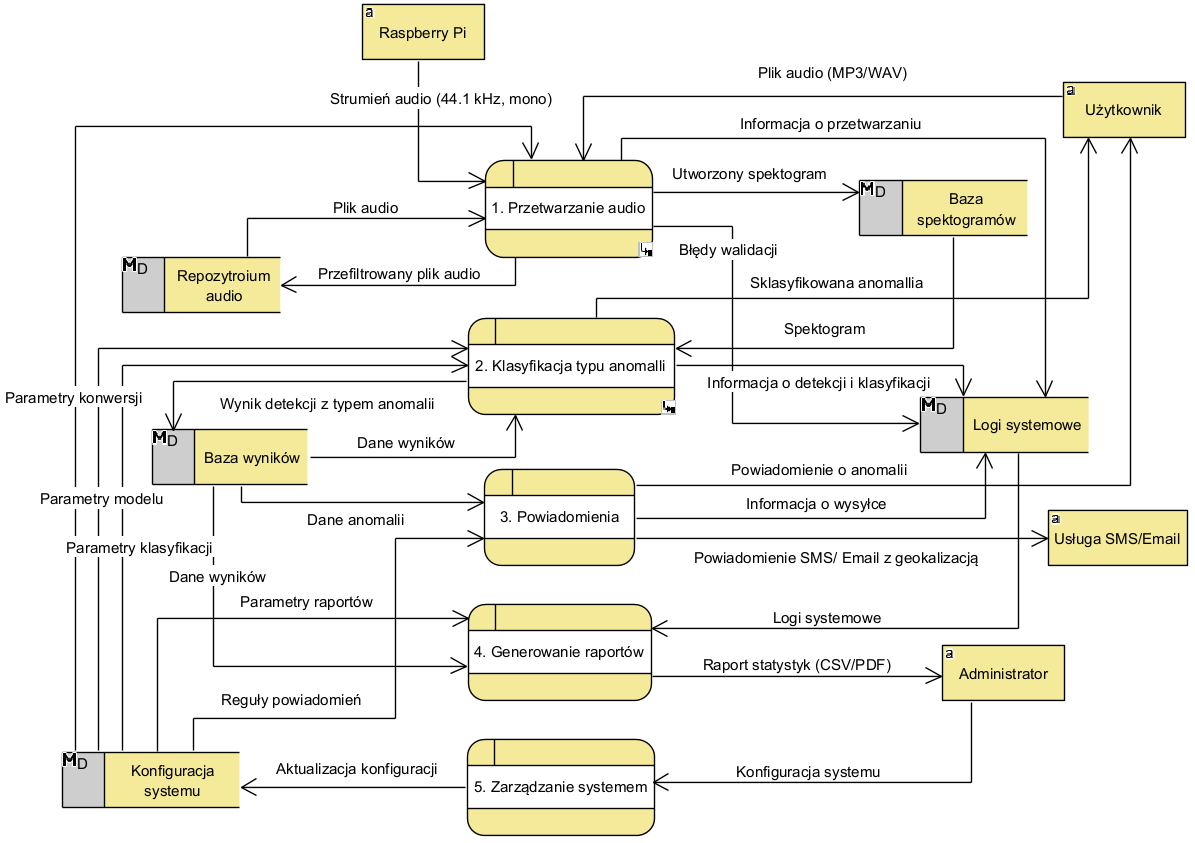 a
Raspberry Pi
Plik audio (MP3/WAV)
a
Użytkownik
Strumień audio (44.1 kHz, mono)
Informacja o przetwarzaniu
Utworzony spektogram
M D
Baza
spektogramów
1. Przetwarzanie audio
Plik audio
Błędy walidacji
M D
Repozytroium
audio
Przefiltrowany plik audio
Sklasyfikowana anomallia
Spektogram
2. Klasyfikacja typu anomalli
Informacja o detekcji i klasyfikacji
Parametry konwersji
Wynik detekcji z typem anomalii
M D
Logi systemowe
M D
Baza wyników
Dane wyników
Powiadomienie o anomalii
Parametry modelu
Informacja o wysyłce
3. Powiadomienia
Dane anomalii
a
Usługa SMS/Email
Parametry klasyfikacji
Powiadomienie SMS/ Email z geokalizacją
Dane wyników
Parametry raportów
Logi systemowe
4. Generowanie raportów
Raport statystyk (CSV/PDF)
a
Administrator
Reguły powiadomień
M D
Konfiguracja
systemu
Aktualizacja konfiguracji
5. Zarządzanie systemem
Konfiguracja systemu